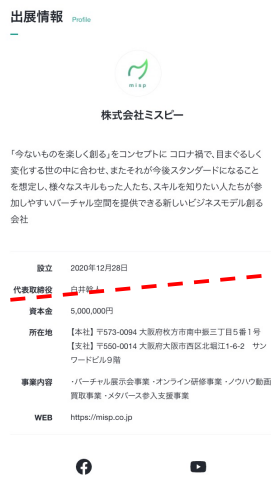 出展情報 Profile
misp
株式会社ミスピー
「今ないものを楽しく創る」をコンセプトに コロナ禍で、目まぐるしく
変化する世の中に合わせ、またそれが今後スタンダードになること
を想定し、様々なスキルもった人たち、スキルを知りたい人たちが参
加しやすいバーチャル空間を提供できる新しいビジネスモデル創る
会社
設立 2020年12月28日
代表取締役 白井幹人
資本金 5,000,000円
所在地 【本社】〒573-0094 大阪府枚方市南中振三丁目5番1号
【支社】〒550-0014 大阪府大阪市西区北堀江1-6-2 サン
ワードビル9階
事業内容 ・バーチャル展示会事業 ・オンライン研修事業 ・ノウハウ動画
買取事業 ・メタバース参入支援事業
WEB https://misp.co.jp